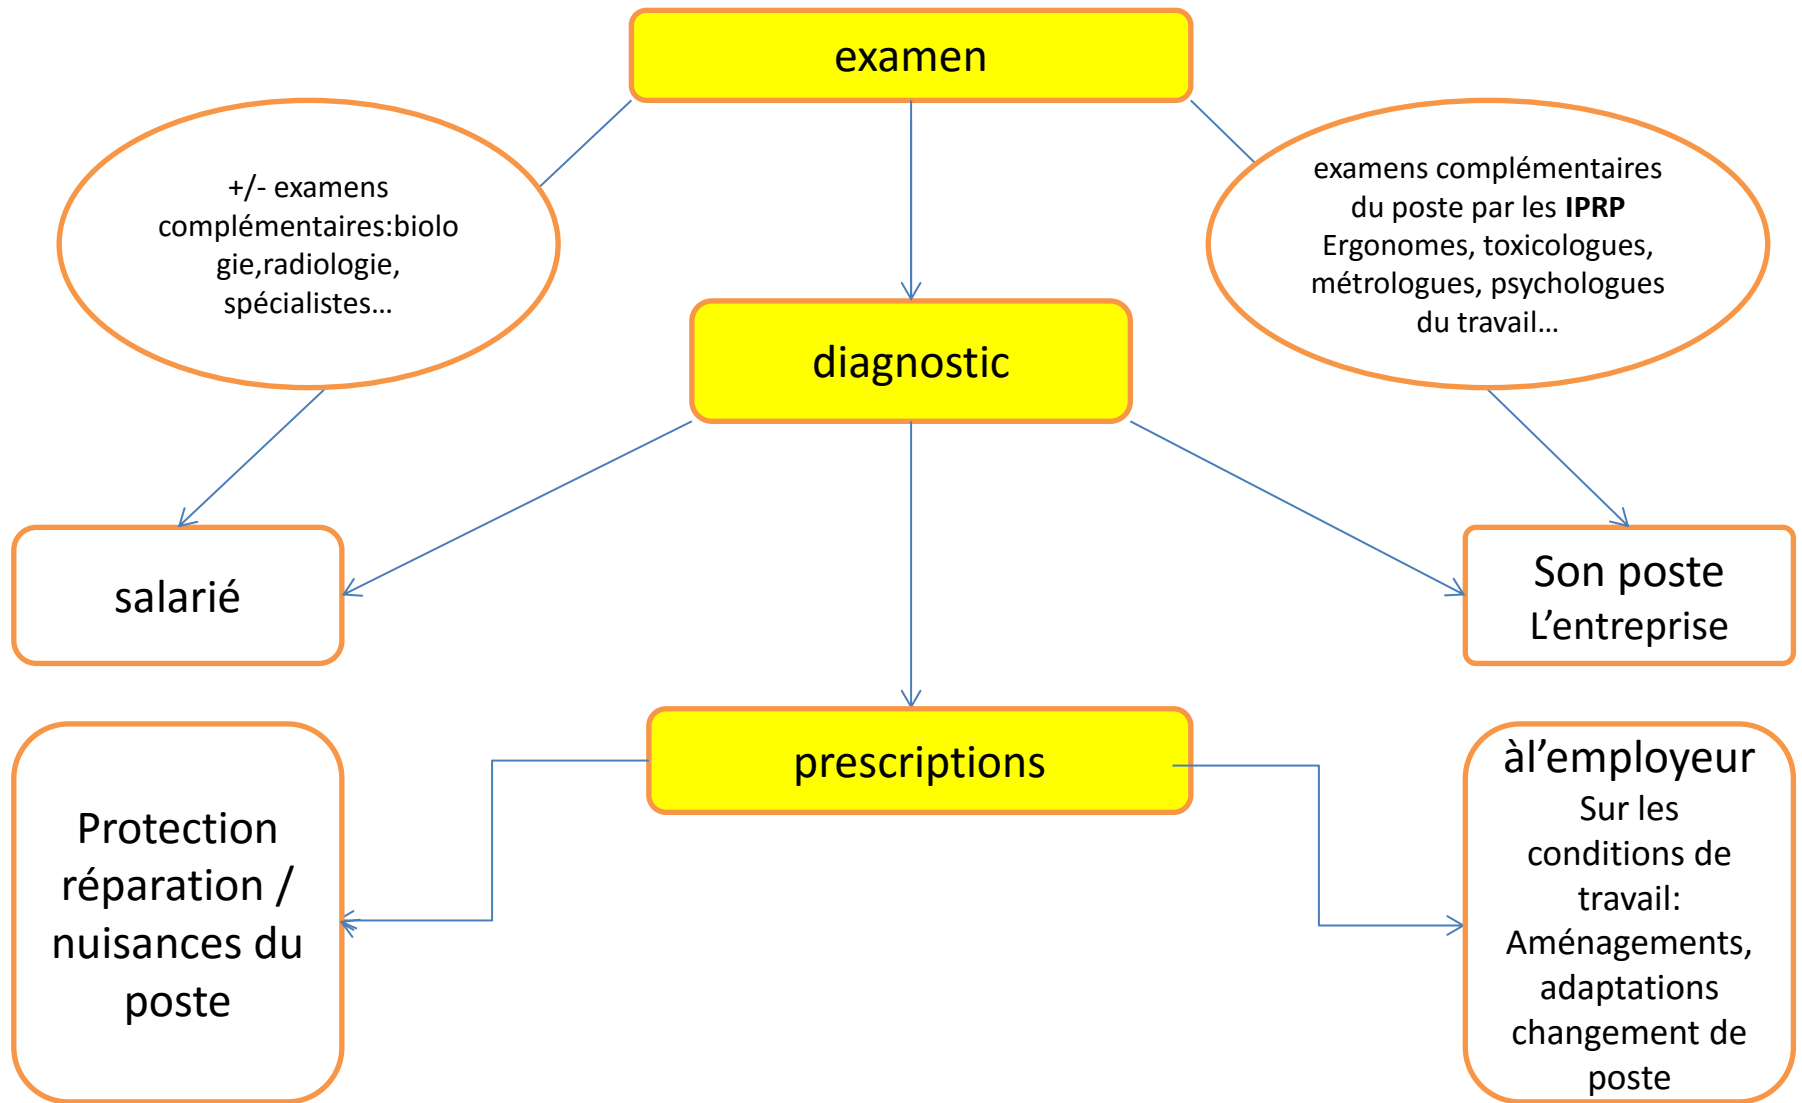 examen
+/- examens
complémentaires:biolo
gie,radiologie,
spécialistes…
examens complémentaires
du poste par les IPRP
Ergonomes, toxicologues,
métrologues, psychologues
du travail…
diagnostic
salarié
Son poste
L’entreprise
prescriptions
Protection
réparation /
nuisances du
poste
àl’employeur
Sur les
conditions de
travail:
Aménagements,
adaptations
changement de
poste